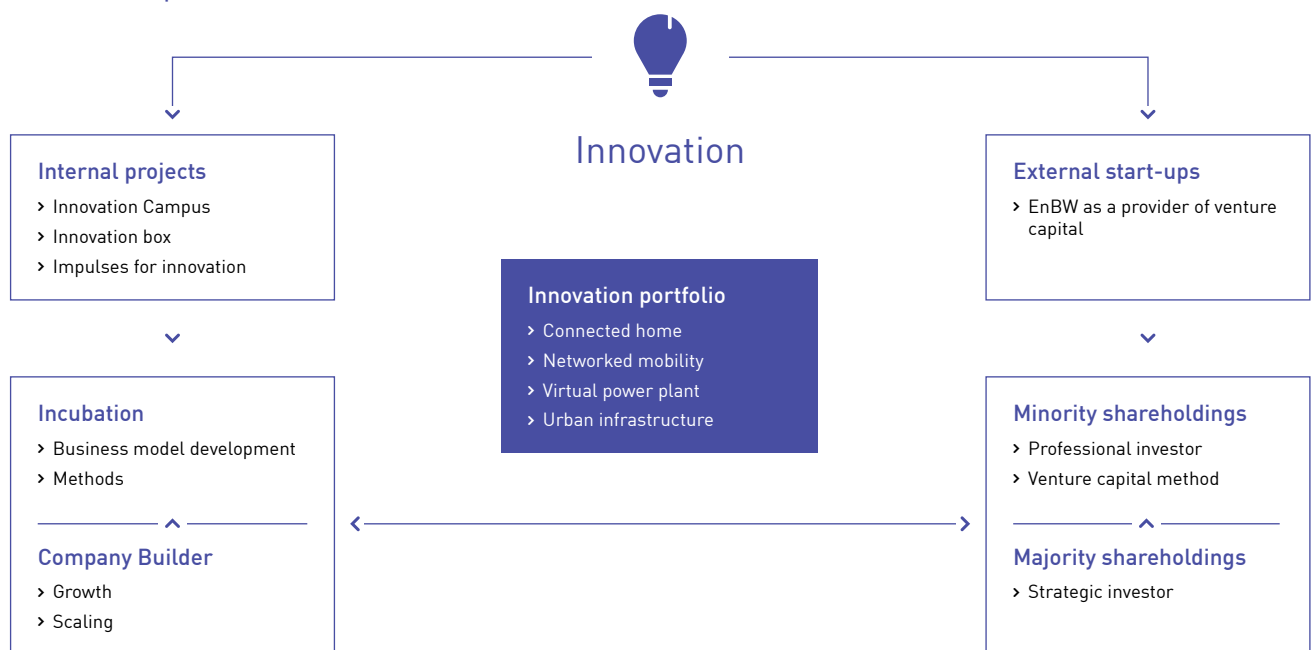 Innovation
Internal projects
Innovation Campus
Innovation box
Impulses for innovation
External start-ups
EnBW as a provider of venture
capital
Innovation portfolio
Connected home
Networked mobility
Virtual power plant
Urban infrastructure
Incubation
Business model development
Methods
Company Builder
Growth
Scaling
Minority shareholdings
Professional investor
Venture capital method
Majority shareholdings
Strategic investor